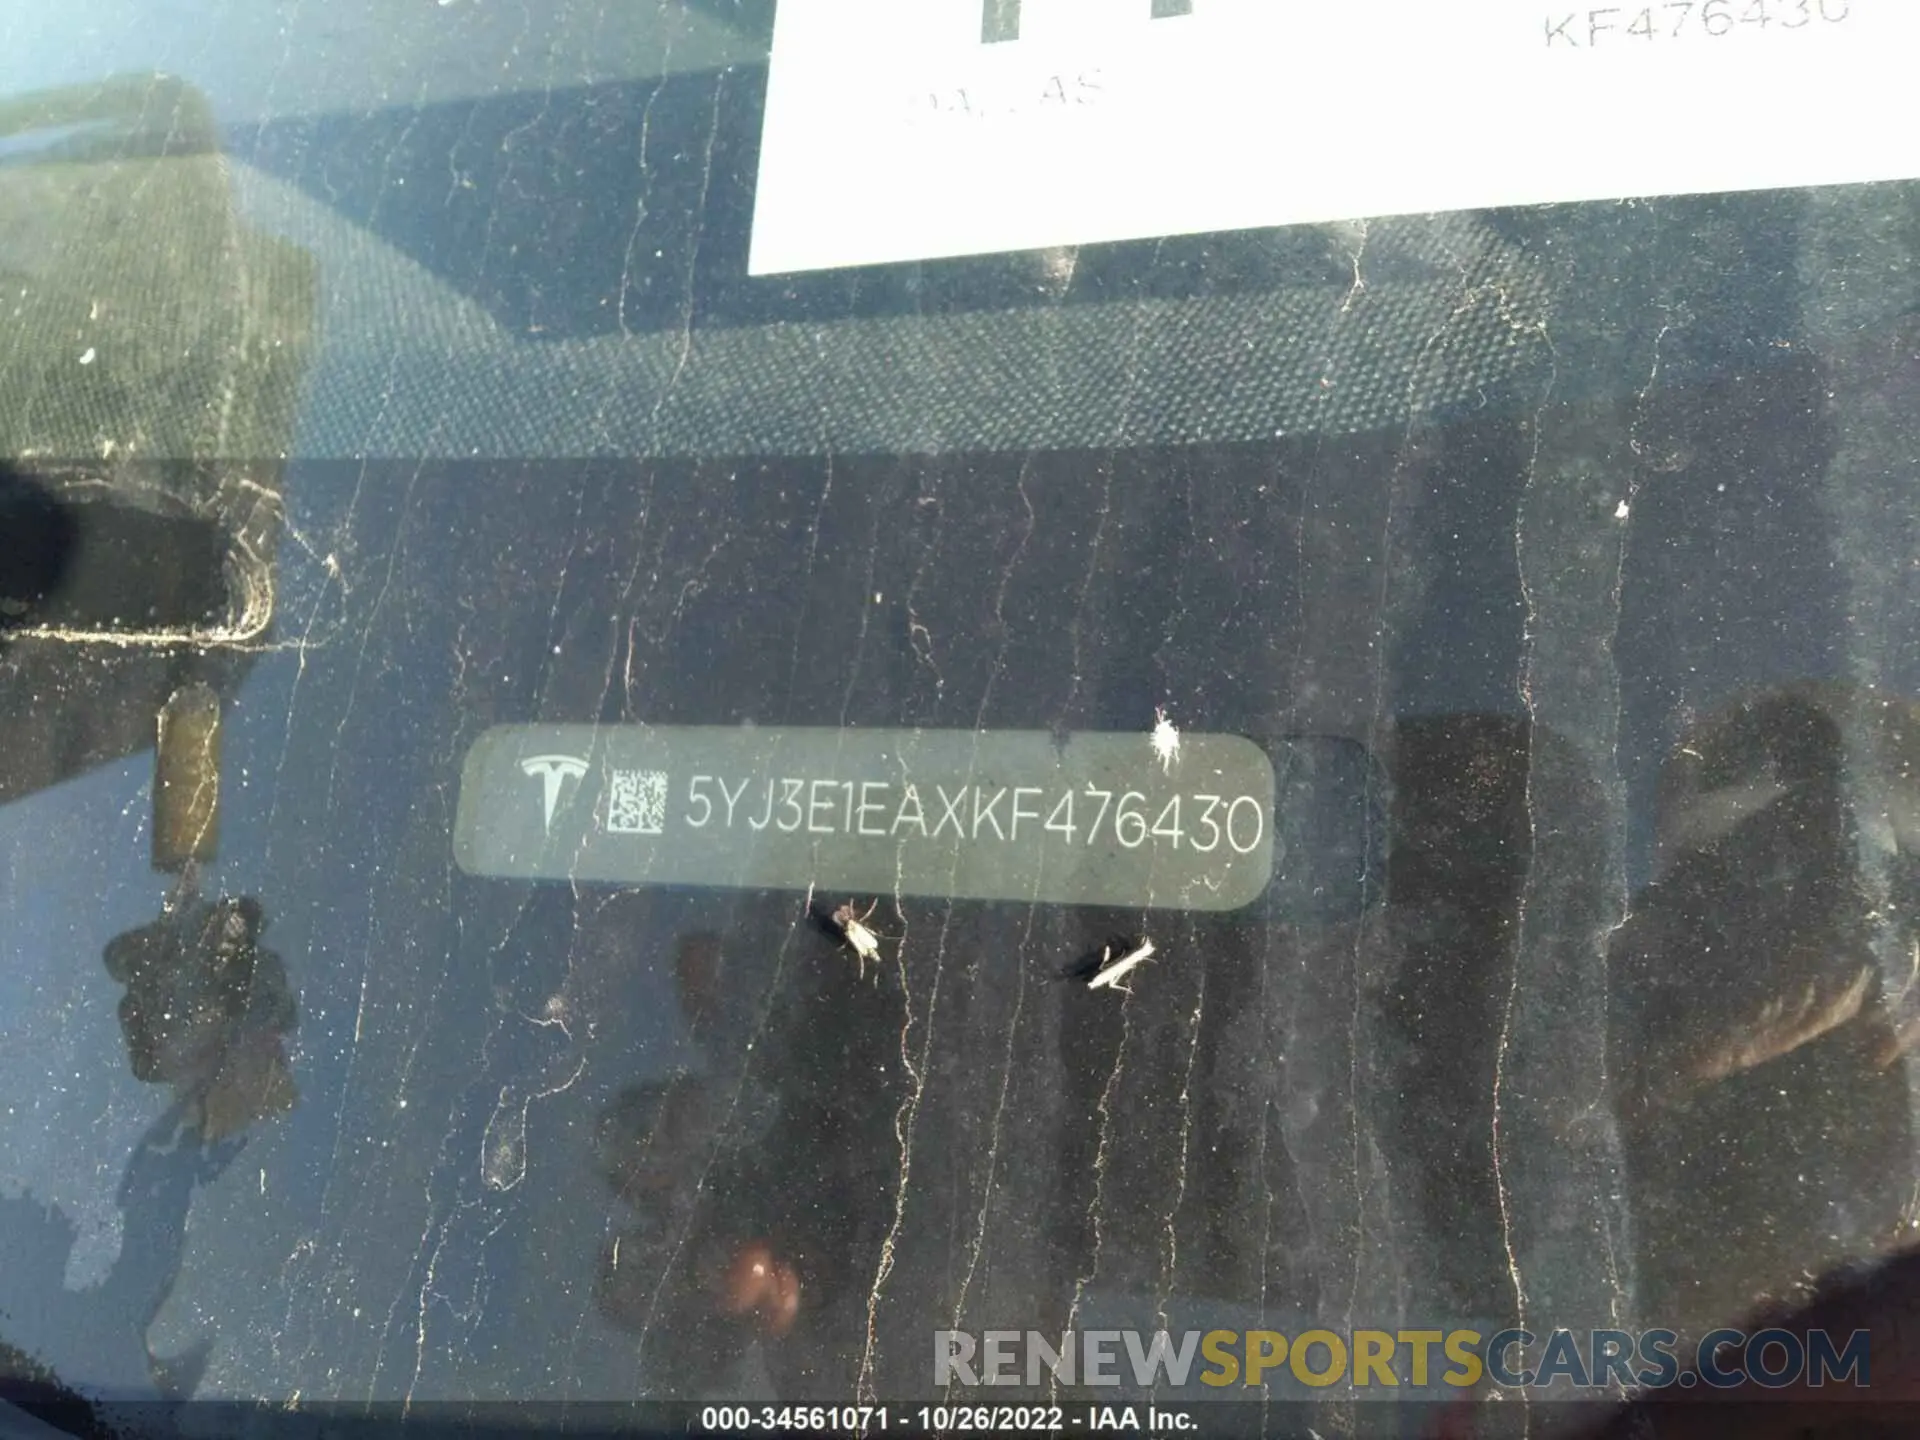 KF476430
5YJ3E1EAXKF476430
RENEWSPORTSCARS.COM
000-34561071 - 10/26/2022 - IAA Inc.